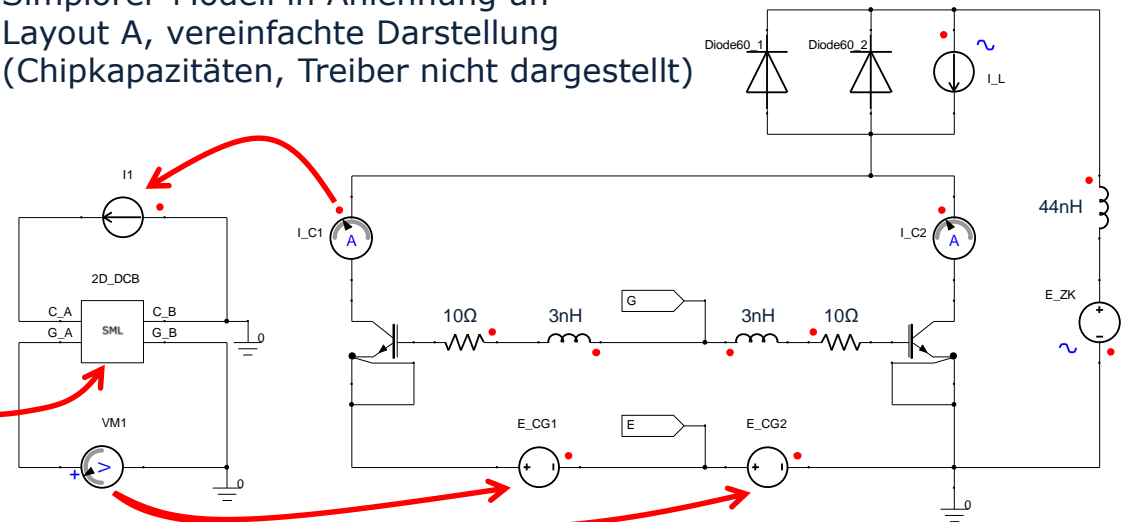 Layout A, vereinfachte Darstellung
(Chipkapazitäten, Treiber nicht dargestellt)
Diode60_1
Diode60_2
I_L
I1
I_C1
A
I_C2
A
44nH
2D_DCB
C_A
C_B
SML
G_A
G_B
0
10Ω
3nH
G
3nH
10Ω
E_ZK
+
−
VM1
V
+
0
E_CG1
+
-
E
E_CG2
+
-
0